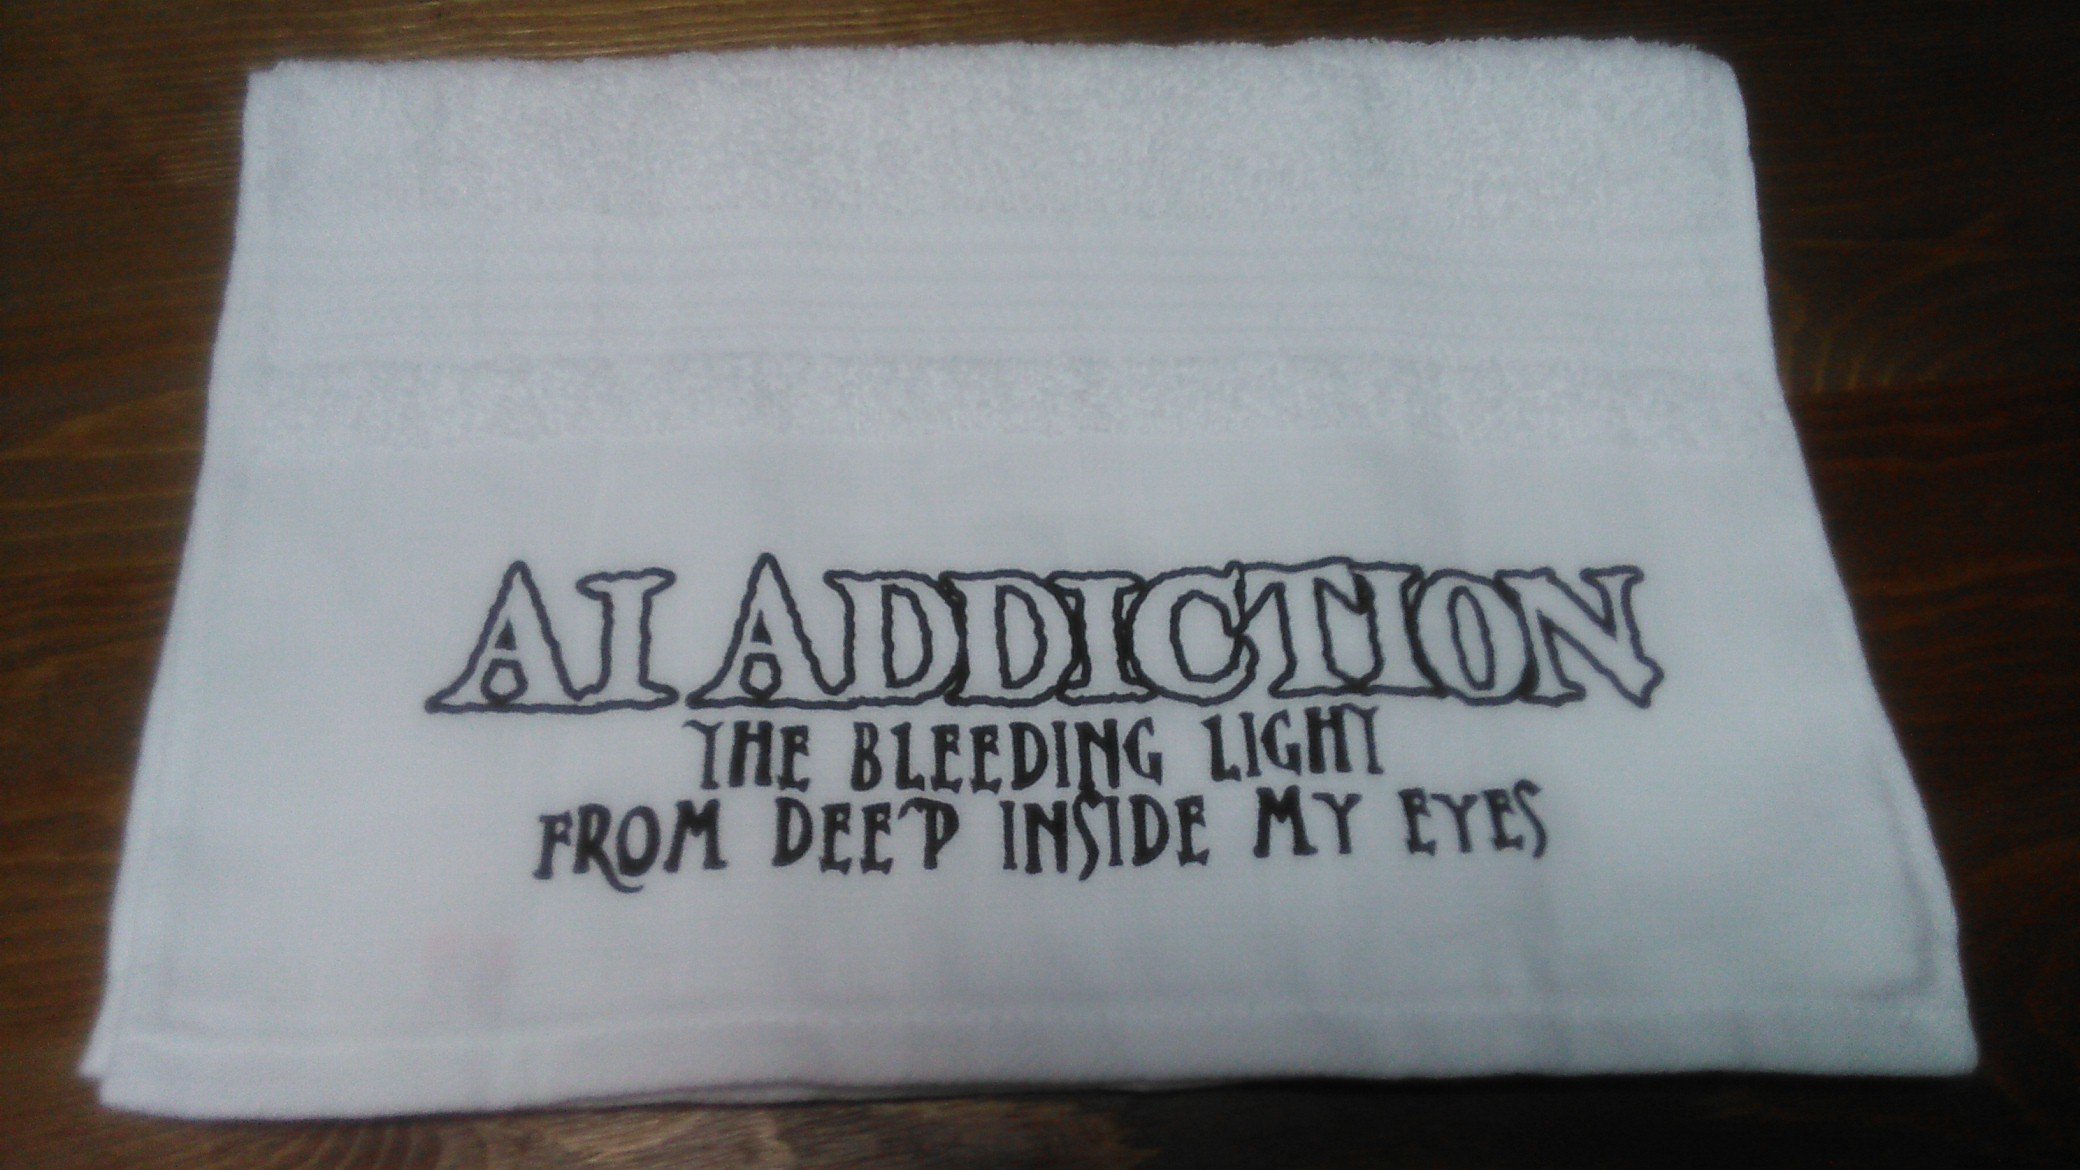 AI ADDICTION
THE BLEEDING LIGHT
FROM DEEP INSIDE MY EYES